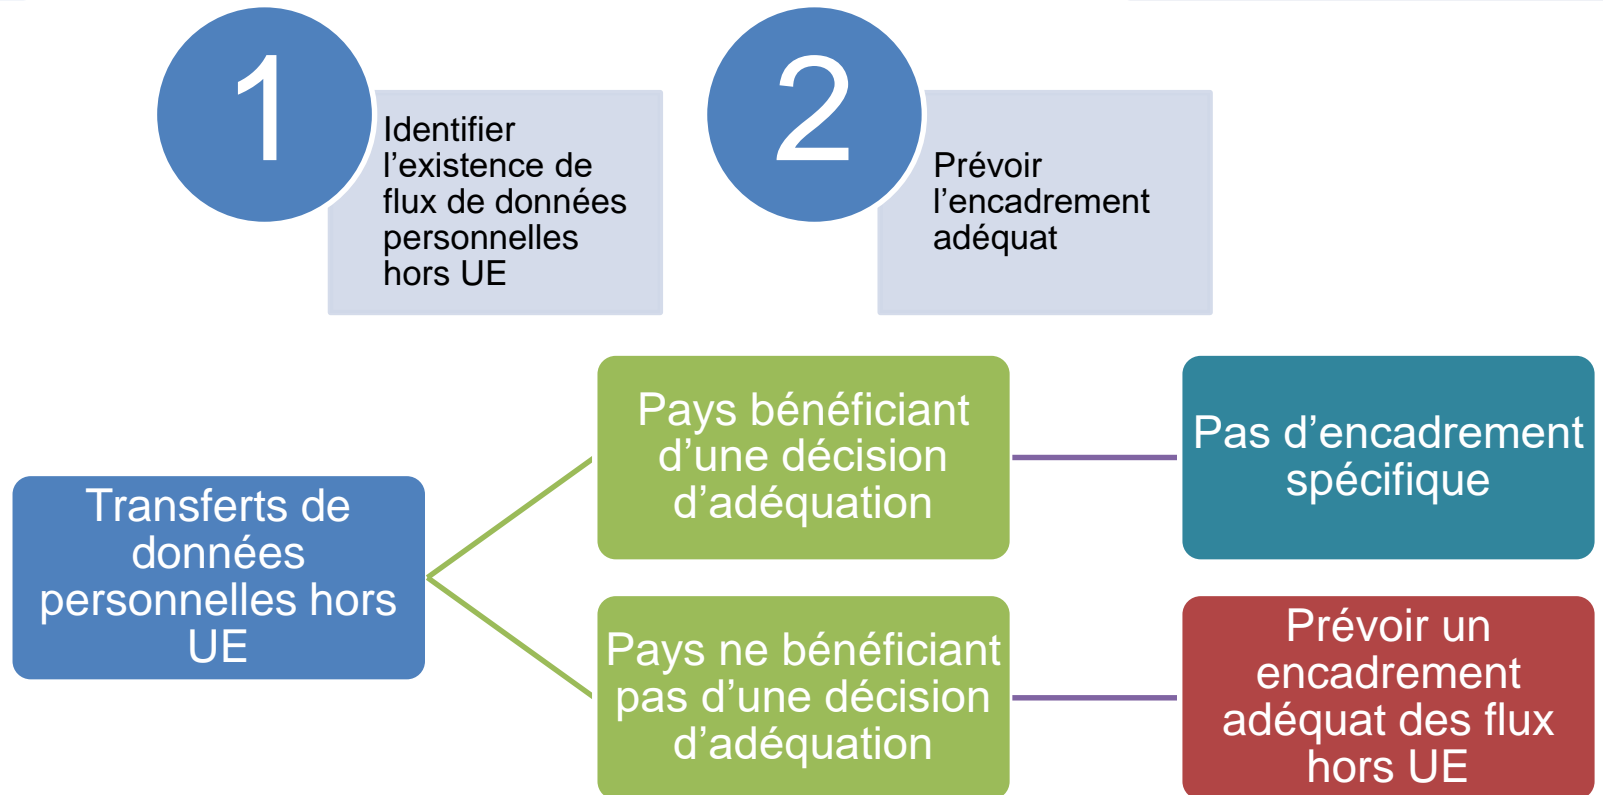 1
Identifier
l’existence de
flux de données
personnelles
hors UE
2
Prévoir
l’encadrement
adéquat
Transferts de
données
personnelles hors
UE
Pays bénéficiant
d’une décision
d’adéquation
Pas d’encadrement
spécifique
Pays ne bénéficiant
pas d’une décision
d’adéquation
Prévoir un
encadrement
adéquat des flux
hors UE